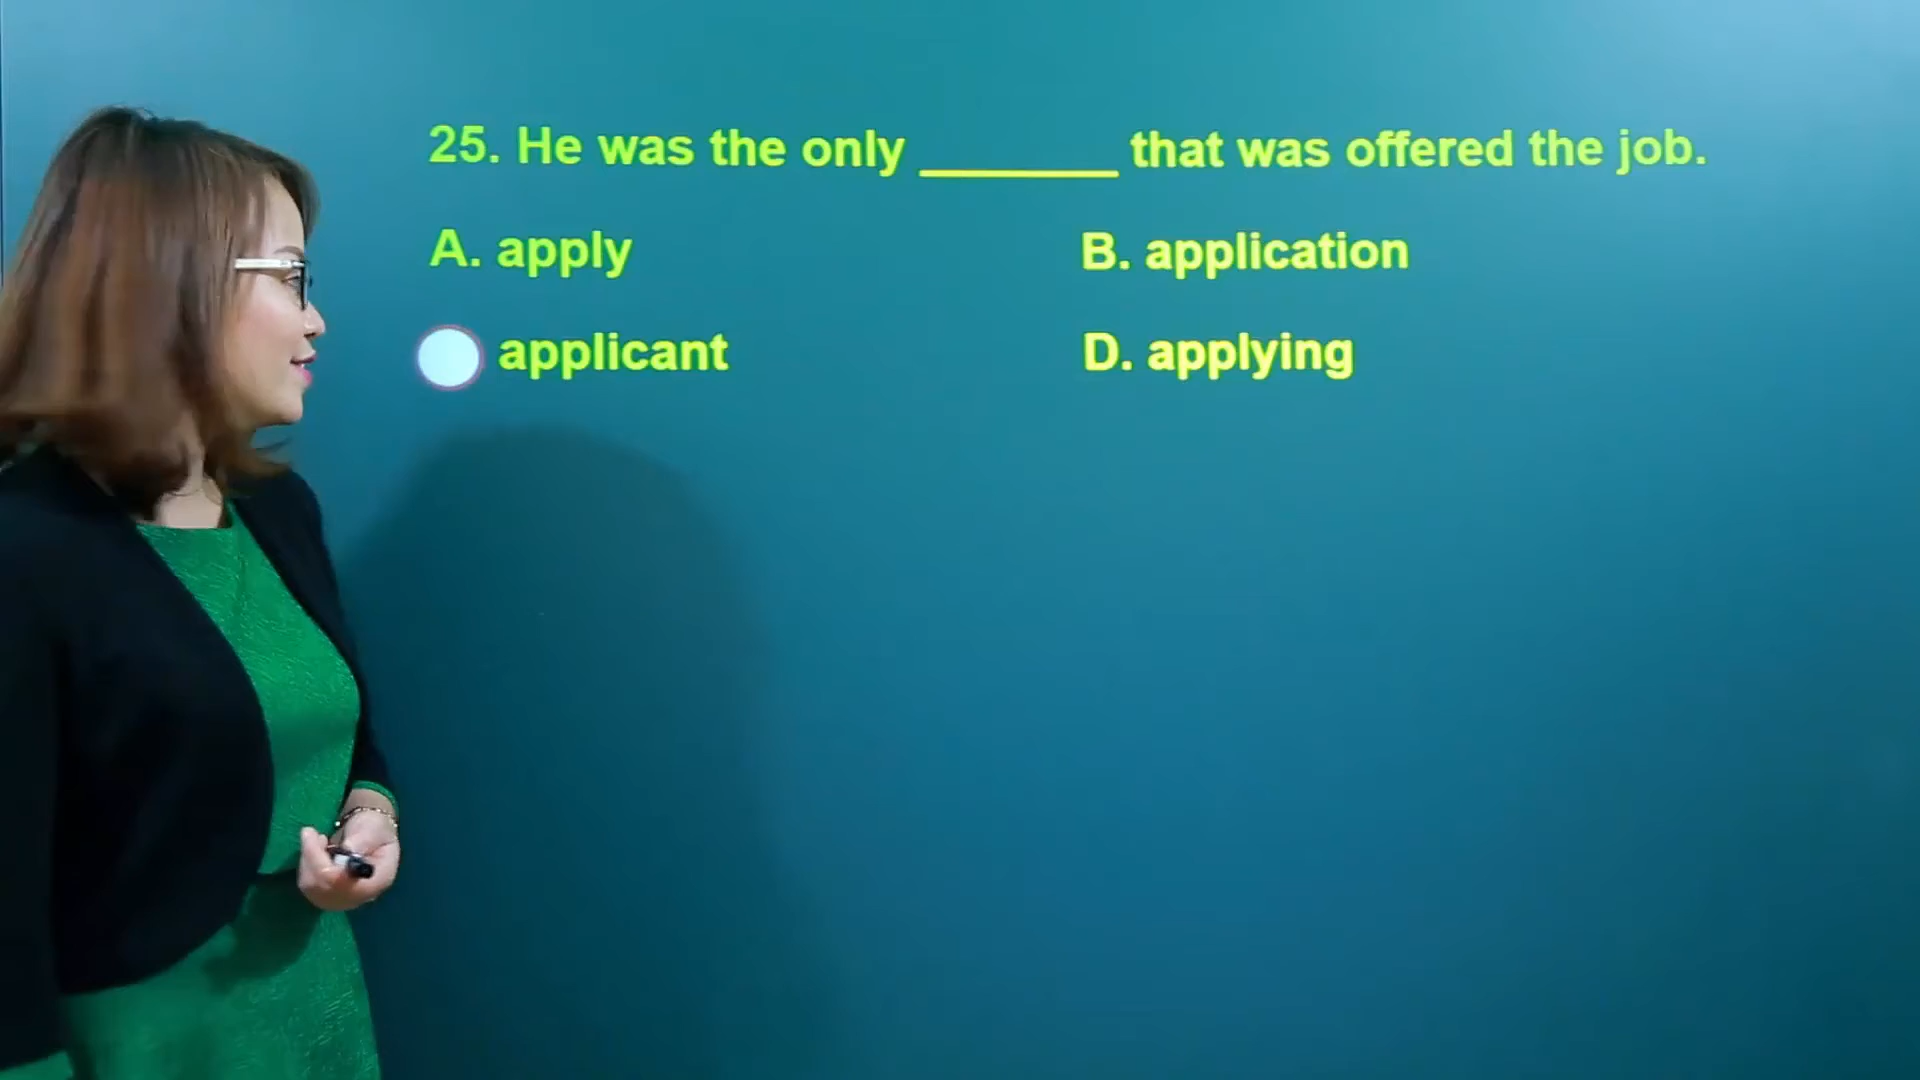 25. He was the only _______ that was offered the job.
A. apply
B. application
applicant
D. applying